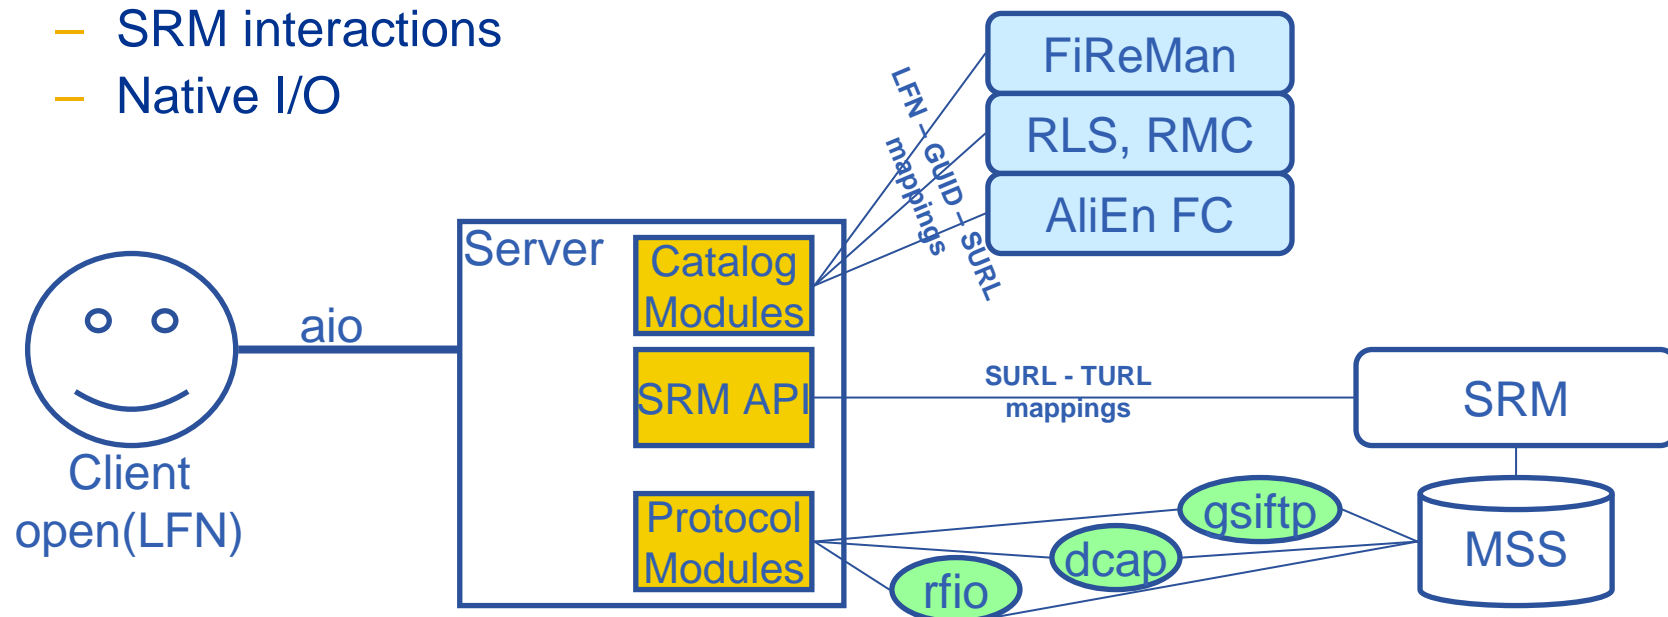 – SRM interactions
– Native I/O
FiReMan
RLS, RMC
AliEn FC
LFN – GUID – SURL
mappings
Server
Catalog
Modules
aio
SRM API
SURL - TURL
mappings
SRM
Client
open(LFN)
Protocol
Modules
gsiftp
dcap
rfio
MSS